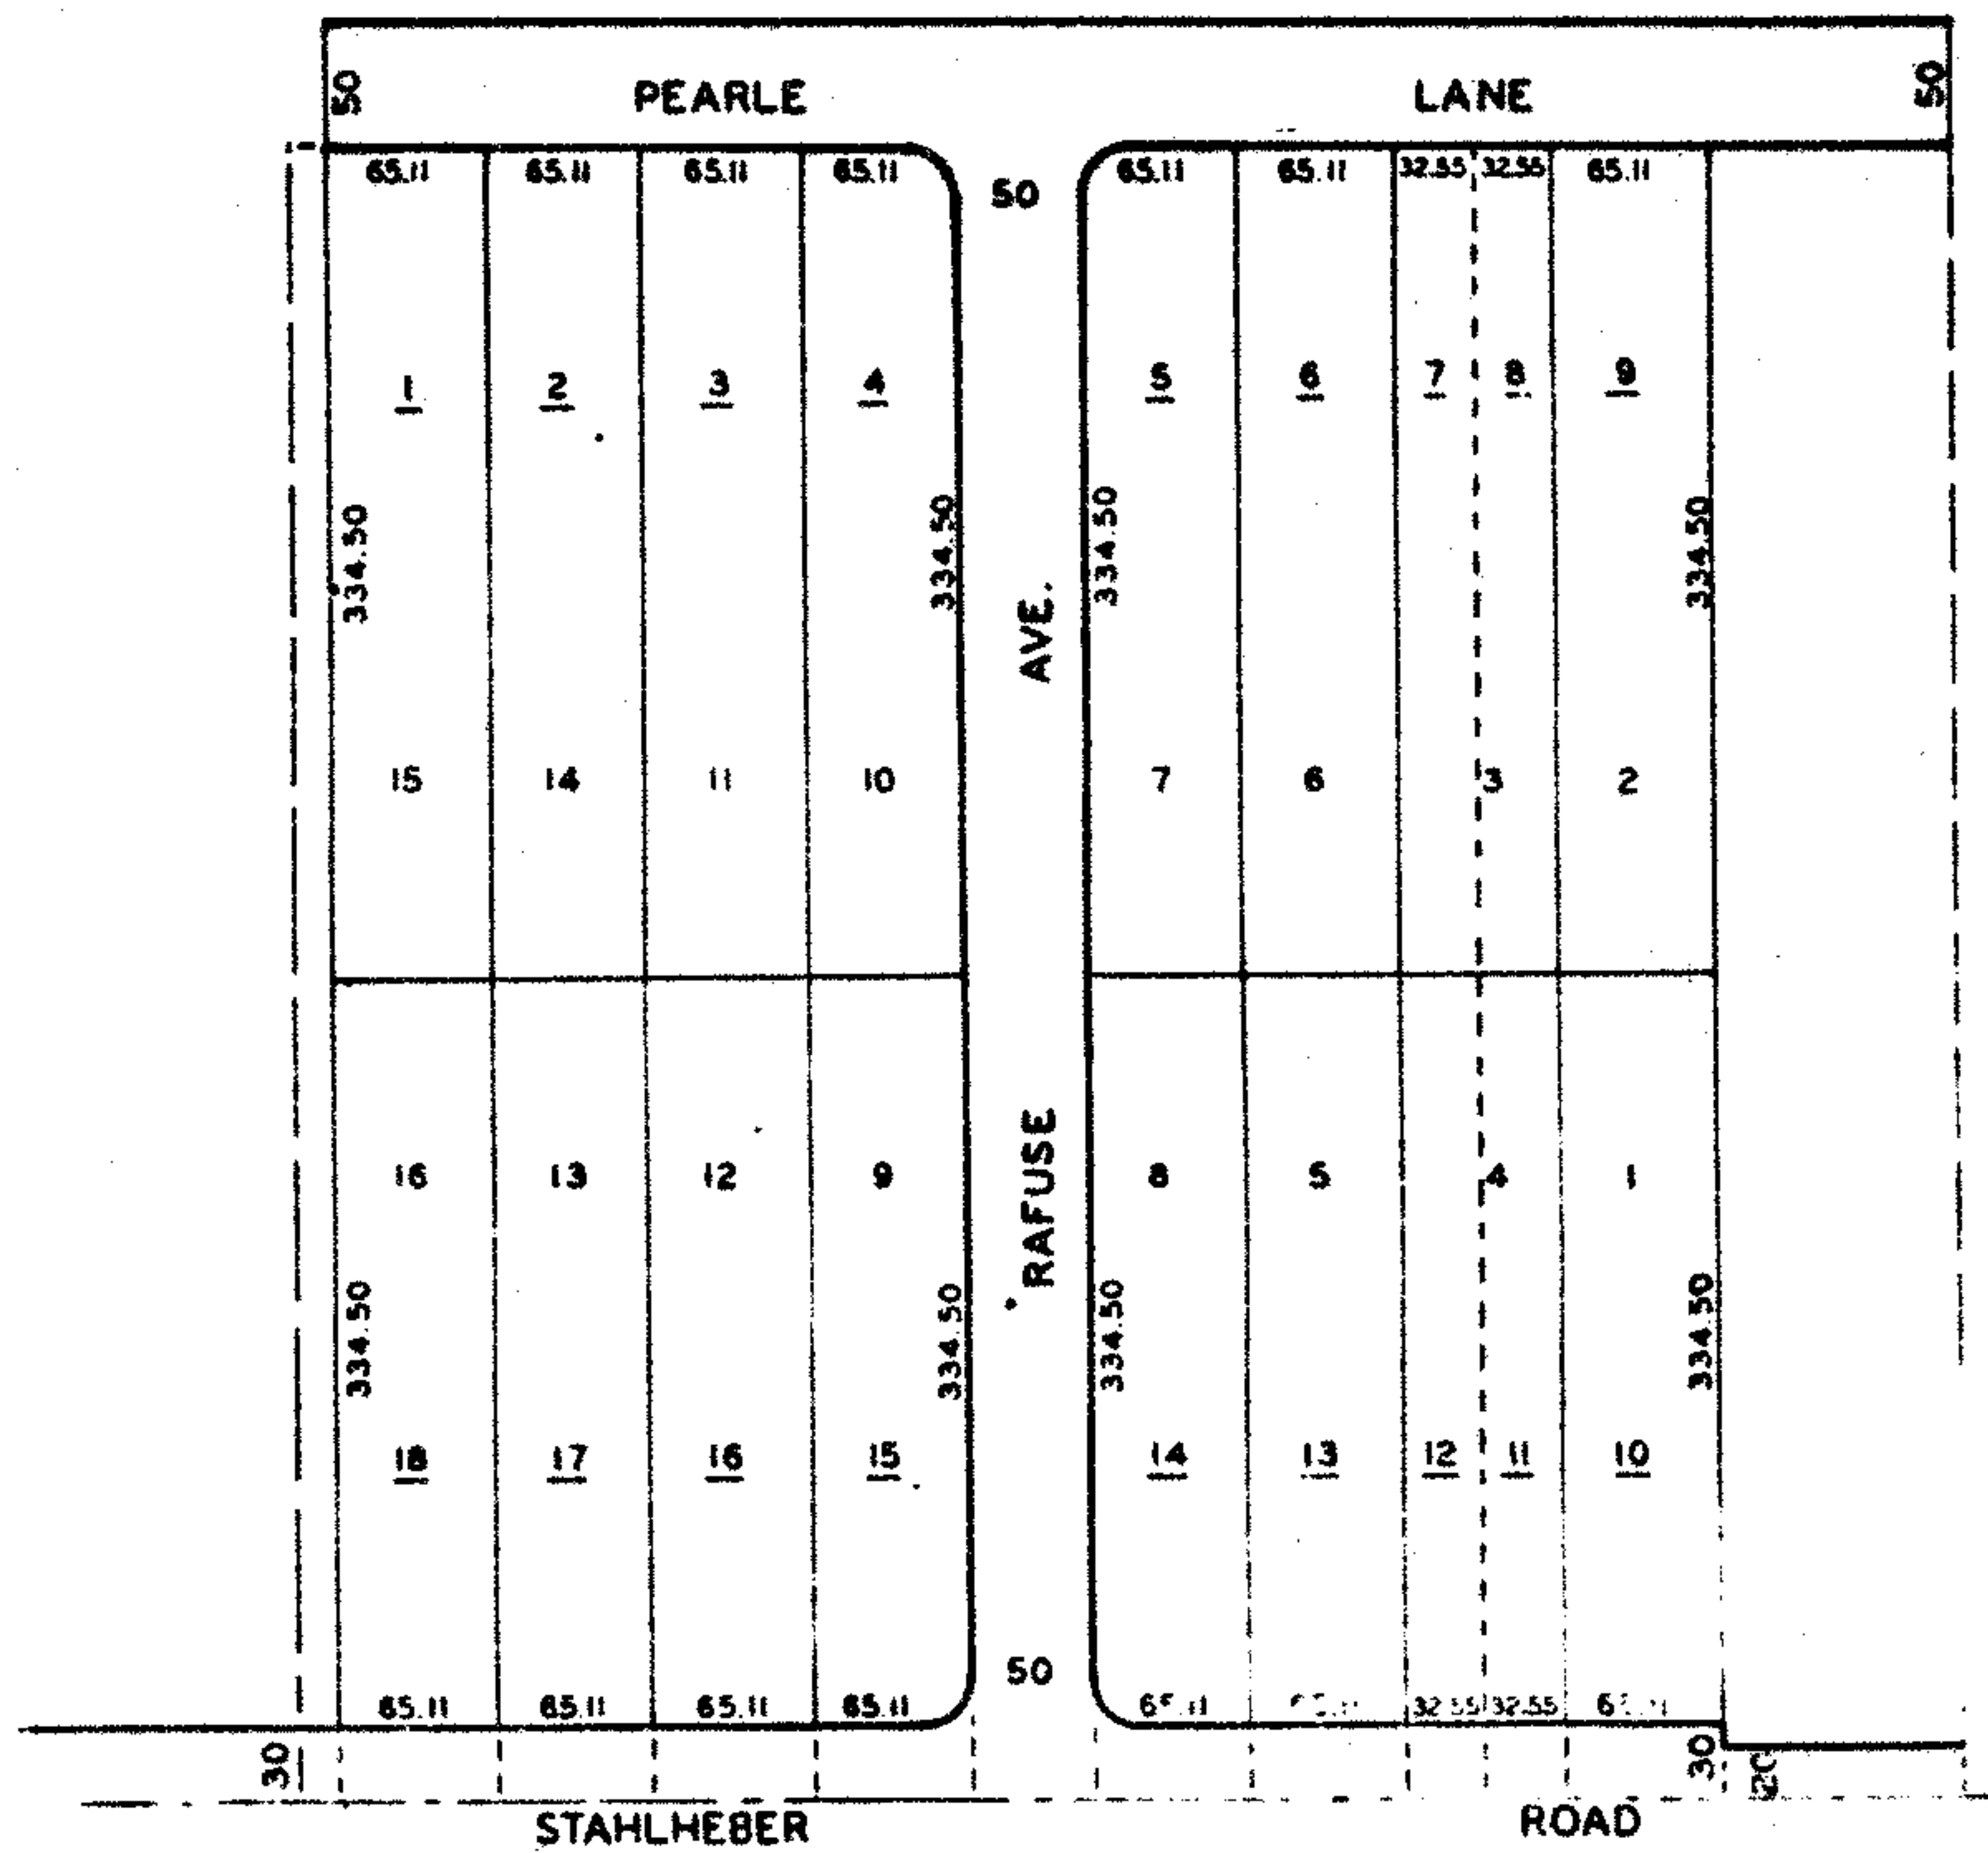 50 PEARLE LANE 50
65.11 65.11 65.11 65.11 50 65.11 65.11 32.55 32.55 65.11
1 2 3 4 5 6 7 8 9
334.50 334.50 334.50 334.50
AVE.
15 14 11 10 7 6 3 2
16 13 12 9 8 5 4 1
RAFUSE
334.50 334.50 334.50 334.50
18 17 16 15 14 13 12 11 10
50
65.11 65.11 65.11 65.11 32.55 32.55
30 30 20
STAHLHEBER ROAD